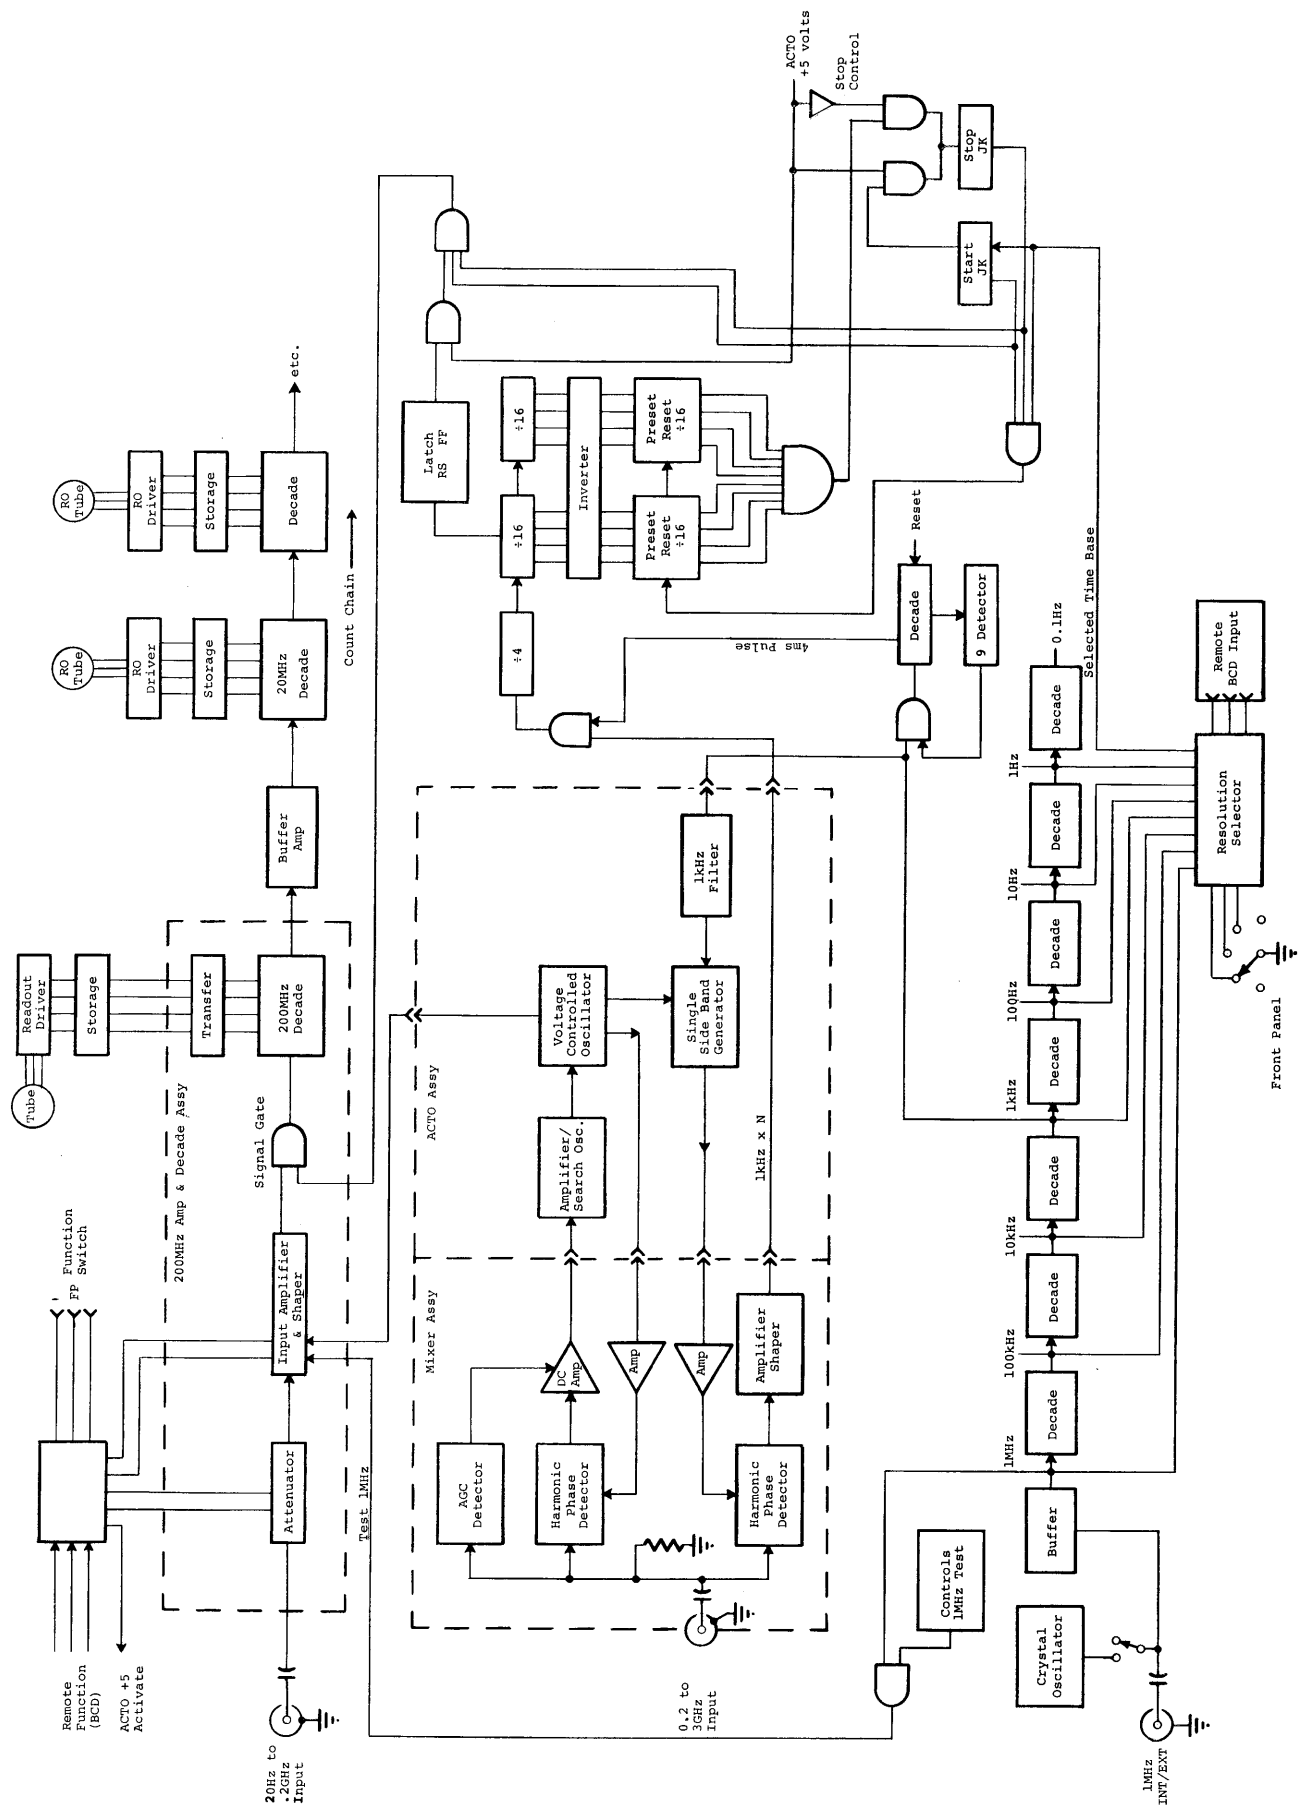 Remote
Function
(BCD)
ACTO +5
Activate
FP Function
Switch
20Hz to
.2GHz
Input
Attenuator
Input Amplifier
& Shaper
200MHz Amp & Decade Assy
Signal Gate
Tube
Readout
Driver
Storage
Transfer
200MHz
Decade
Buffer
Amp
RO
Tube
RO
Driver
Storage
20MHz
Decade
RO
Tube
RO
Driver
Storage
Decade
etc.
Count Chain
Test 1MHz
Mixer Assy
ACTO Assy
0.2 to
3GHz
Input
AGC
Detector
Harmonic
Phase
Detector
DC
Amp
Amp
Amp
Harmonic
Phase
Detector
Amplifier
Shaper
Amplifier/
Search Osc.
Voltage
Controlled
Oscillator
Single
Side Band
Generator
1kHz
Filter
1kHz x N
÷4
÷16
÷16
Latch
RS FF
Inverter
Preset
Reset
÷16
Preset
Reset
÷16
4ms Pulse
Decade
Reset
9 Detector
ACTO
+5 volts
Stop
Control
Start
JK
Stop
JK
Selected Time Base
Controls
1MHz Test
Crystal
Oscillator
1MHz
INT/EXT
Buffer
1MHz
Decade
100kHz
Decade
10kHz
Decade
1kHz
Decade
100Hz
Decade
10Hz
Decade
1Hz
Decade
0.1Hz
Resolution
Selector
Remote
BCD Input
Front Panel